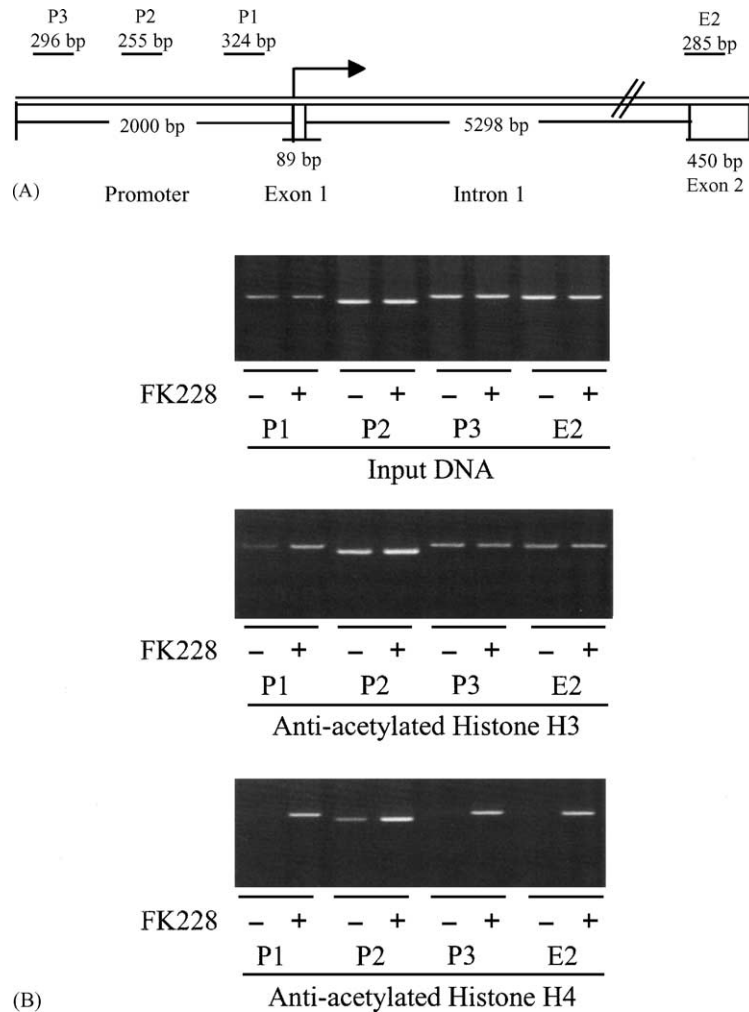 P3 P2 P1 E2
296 bp 255 bp 324 bp 285 bp
2000 bp 5298 bp
89 bp 450 bp
(A) Promoter Exon 1 Intron 1 Exon 2
FK228 – + – + – + – +
P1 P2 P3 E2
Input DNA
FK228 – + – + – + – +
P1 P2 P3 E2
Anti-acetylated Histone H3
FK228 – + – + – + – +
P1 P2 P3 E2
(B) Anti-acetylated Histone H4